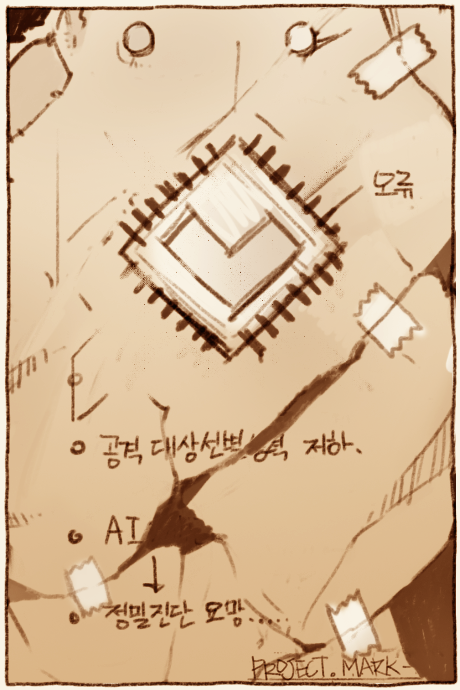 오류
공격 대상선별능력 저하.
AI
정밀진단 요망.....
PROJECT. MARK-